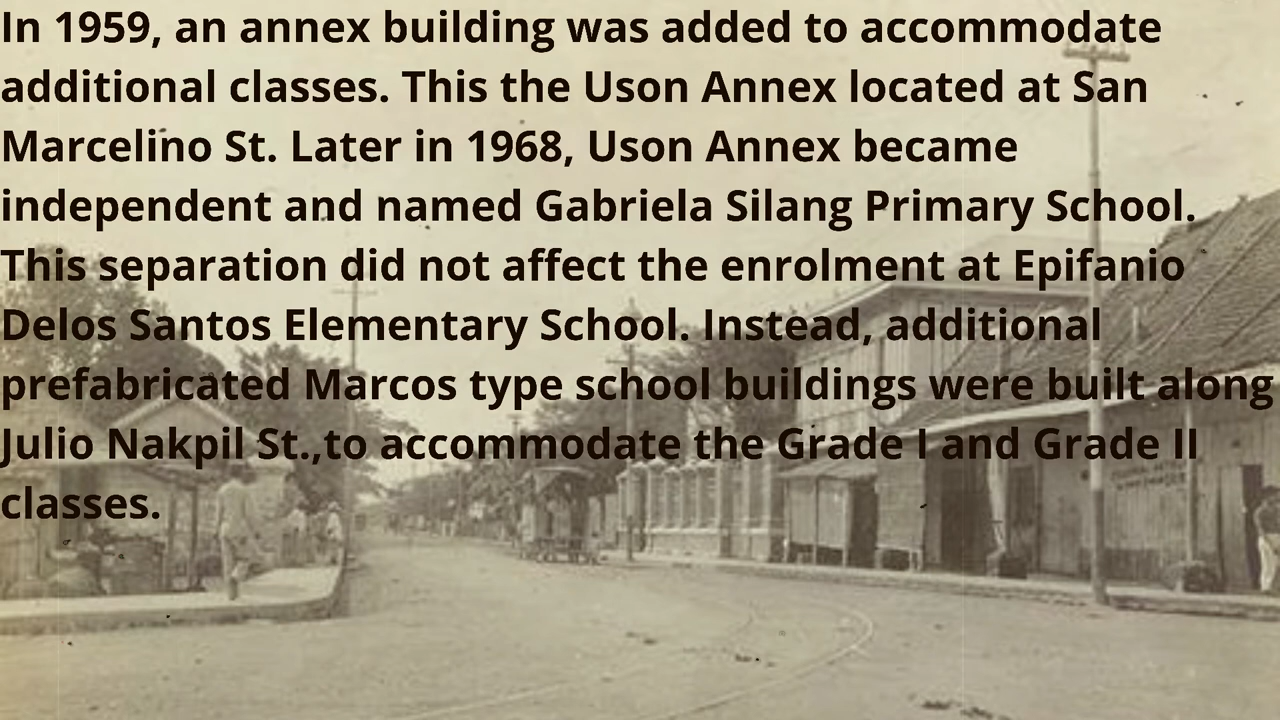 In 1959, an annex building was added to accommodate
additional classes. This the Uson Annex located at San
Marcelino St. Later in 1968, Uson Annex became
independent and named Gabriela Silang Primary School.
This separation did not affect the enrolment at Epifanio
Delos Santos Elementary School. Instead, additional
prefabricated Marcos type school buildings were built along
Julio Nakpil St.,to accommodate the Grade I and Grade II
classes.